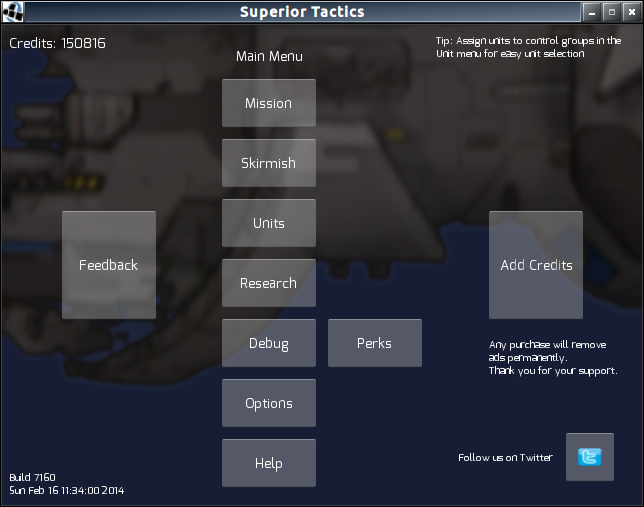 Superior Tactics
Credits: 150816
Tip: Assign units to control groups in the
Unit menu for easy unit selection
Main Menu
Mission
Skirmish
Units
Feedback
Add Credits
Research
Debug
Perks
Any purchase will remove
ads permanently.
Thank you for your support.
Options
Help
Follow us on Twitter
Build 7160
Sun Feb 16 11:34:00 2014